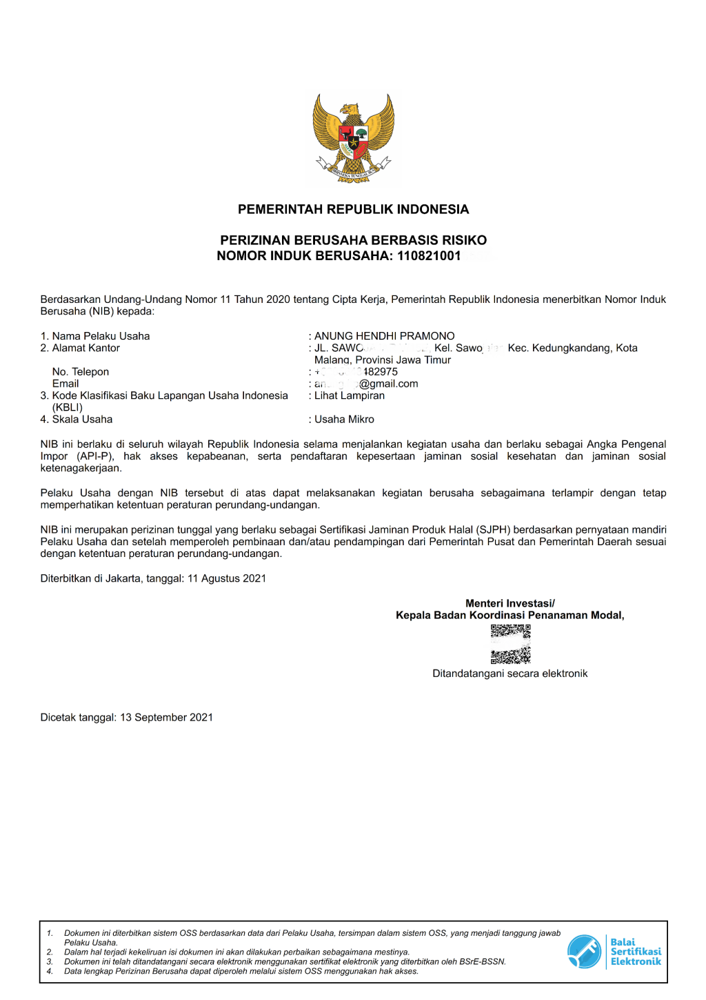 BHINNEKA TUNGGAL IKA
PEMERINTAH REPUBLIK INDONESIA
PERIZINAN BERUSAHA BERBASIS RISIKO
NOMOR INDUK BERUSAHA: 110821001
Berdasarkan Undang-Undang Nomor 11 Tahun 2020 tentang Cipta Kerja, Pemerintah Republik Indonesia menerbitkan Nomor Induk
Berusaha (NIB) kepada:
1. Nama Pelaku Usaha : ANUNG HENDHI PRAMONO
2. Alamat Kantor : JL. Kel. Kec. Kedungkandang, Kota
Malang, Provinsi Jawa Timur
No. Telepon : 482975
Email : @gmail.com
3. Kode Klasifikasi Baku Lapangan Usaha Indonesia : Lihat Lampiran
(KBLI)
4. Skala Usaha : Usaha Mikro
NIB ini berlaku di seluruh wilayah Republik Indonesia selama menjalankan kegiatan usaha dan berlaku sebagai Angka Pengenal
Impor (API-P), hak akses kepabeanan, serta pendaftaran kepesertaan jaminan sosial kesehatan dan jaminan sosial
ketenagakerjaan.
Pelaku Usaha dengan NIB tersebut di atas dapat melaksanakan kegiatan berusaha sebagaimana terlampir dengan tetap
memperhatikan ketentuan peraturan perundang-undangan.
NIB ini merupakan perizinan tunggal yang berlaku sebagai Sertifikasi Jaminan Produk Halal (SJPH) berdasarkan pernyataan mandiri
Pelaku Usaha dan setelah memperoleh pembinaan dan/atau pendampingan dari Pemerintah Pusat dan Pemerintah Daerah sesuai
dengan ketentuan peraturan perundang-undangan.
Diterbitkan di Jakarta, tanggal: 11 Agustus 2021
Menteri Investasi/
Kepala Badan Koordinasi Penanaman Modal,
Ditandatangani secara elektronik
Dicetak tanggal: 13 September 2021
1. Dokumen ini diterbitkan sistem OSS berdasarkan data dari Pelaku Usaha, tersimpan dalam sistem OSS, yang menjadi tanggung jawab
Pelaku Usaha.
2. Dalam hal terjadi kekeliruan isi dokumen ini akan dilakukan perbaikan sebagaimana mestinya.
3. Dokumen ini telah ditandatangani secara elektronik menggunakan sertifikat elektronik yang diterbitkan oleh BSrE-BSSN.
4. Data lengkap Perizinan Berusaha dapat diperoleh melalui sistem OSS menggunakan hak akses.
Balai
Sertifikasi
Elektronik